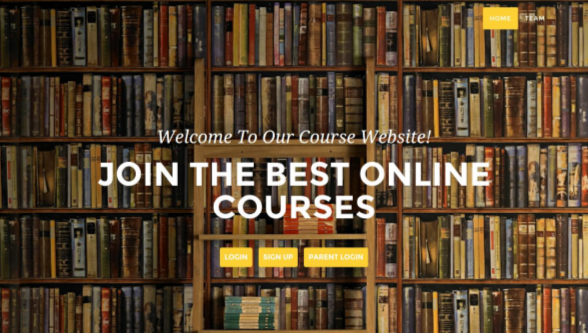 HOME TEAM
Welcome To Our Course Website!
JOIN THE BEST ONLINE
COURSES
LOGIN SIGN UP PARENT LOGIN